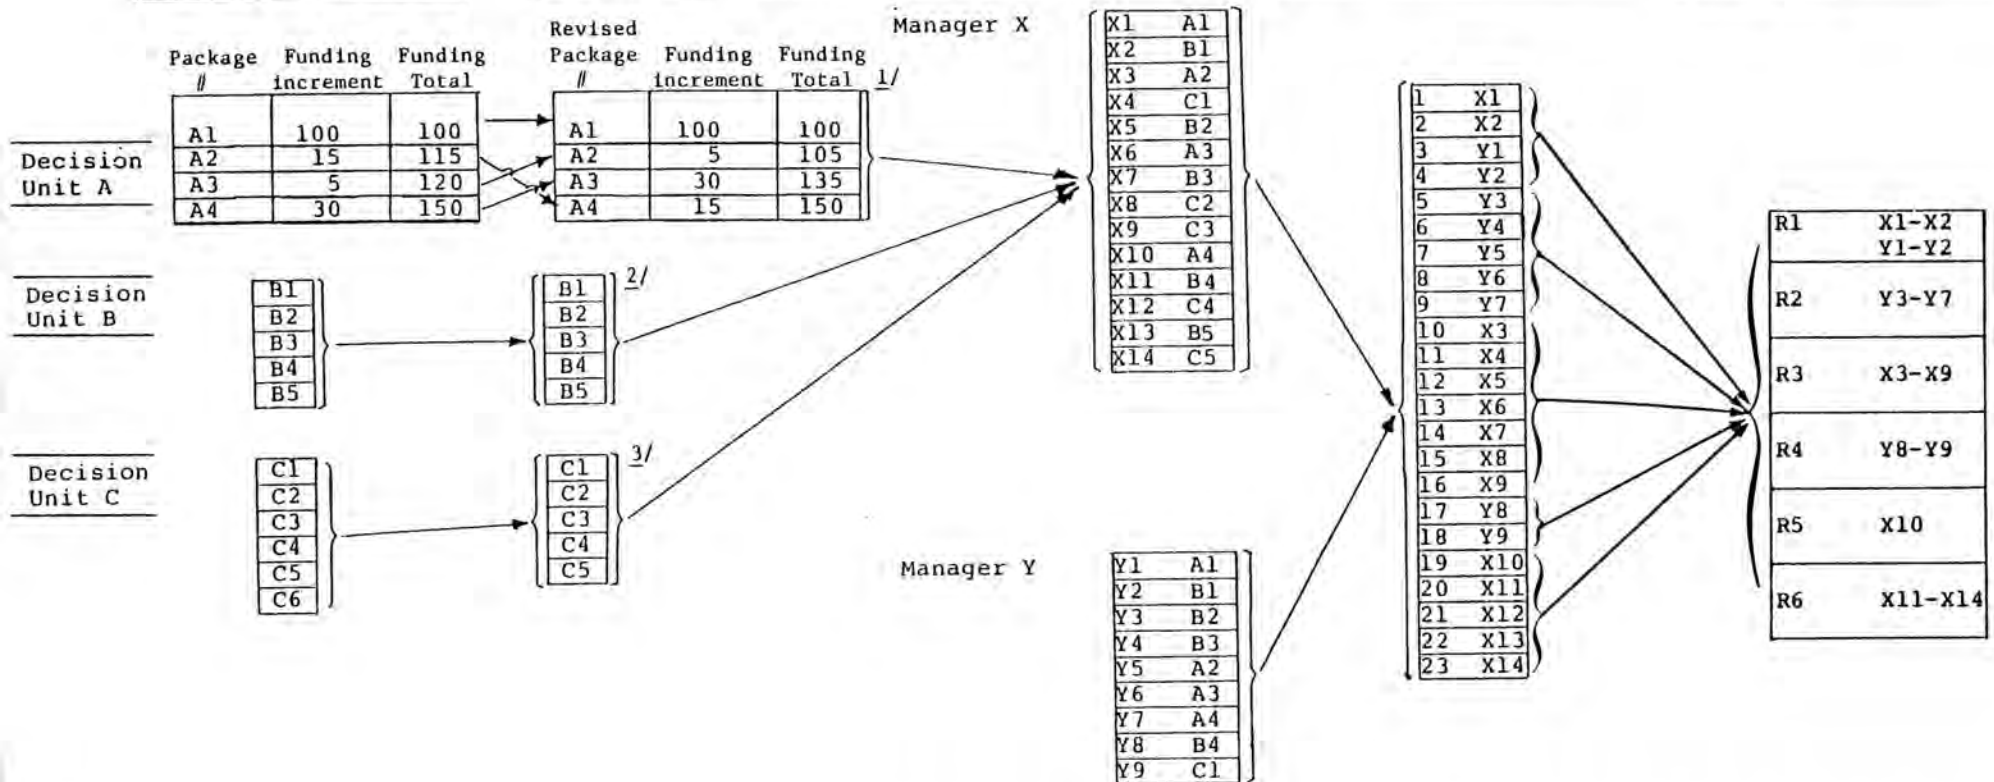 Package Funding Funding
# increment Total
A1 100 100
A2 15 115
A3 5 120
A4 30 150
Revised
Package Funding Funding
# increment Total 1/
A1 100 100
A2 5 105
A3 30 135
A4 15 150
Decision
Unit A
Decision
Unit B
B1
B2
B3
B4
B5
2/
B1
B2
B3
B4
B5
Decision
Unit C
C1
C2
C3
C4
C5
C6
3/
C1
C2
C3
C4
C5
Manager X
X1 A1
X2 B1
X3 A2
X4 C1
X5 B2
X6 A3
X7 B3
X8 C2
X9 C3
X10 A4
X11 B4
X12 C4
X13 B5
X14 C5
Manager Y
Y1 A1
Y2 B1
Y3 B2
Y4 B3
Y5 A2
Y6 A3
Y7 A4
Y8 B4
Y9 C1
1 X1
2 X2
3 Y1
4 Y2
5 Y3
6 Y4
7 Y5
8 Y6
9 Y7
10 X3
11 X4
12 X5
13 X6
14 X7
15 X8
16 X9
17 Y8
18 Y9
19 X10
20 X11
21 X12
22 X13
23 X14
R1 X1-X2
Y1-Y2
R2 Y3-Y7
R3 X3-X9
R4 Y8-Y9
R5 X10
R6 X11-X14